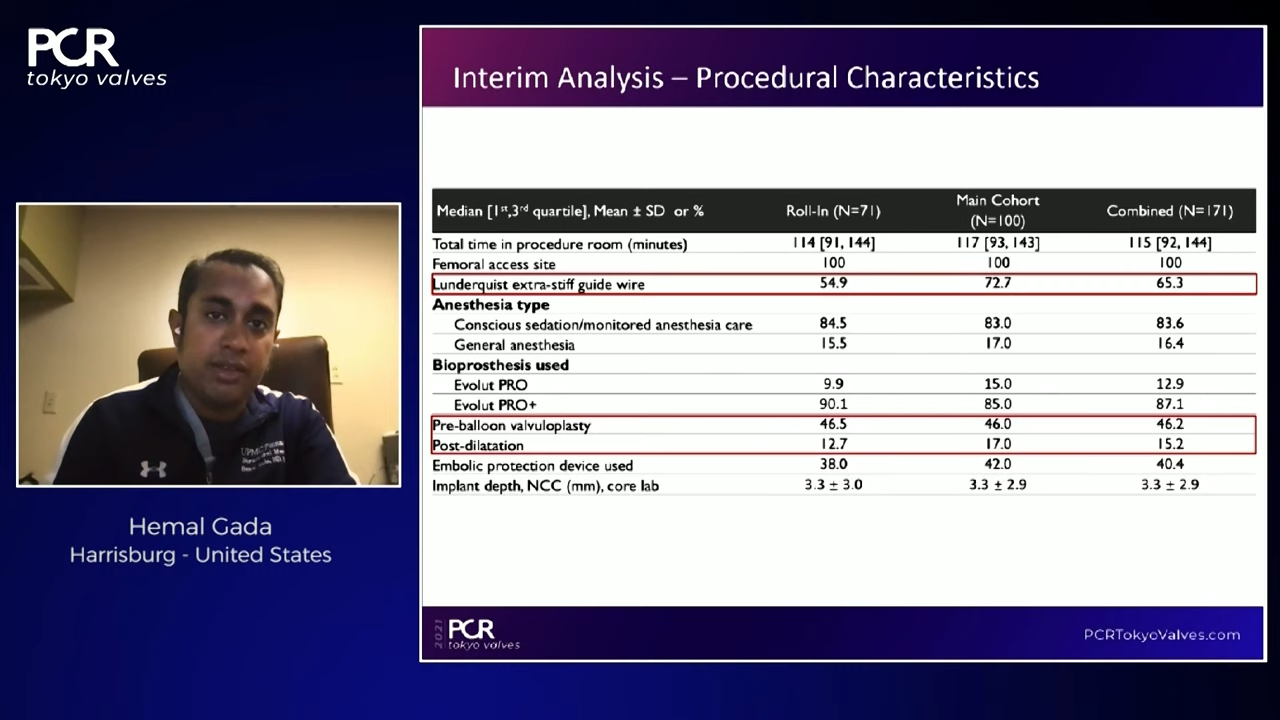 PCR
tokyo valves
Hemal Gada
Harrisburg - United States
Interim Analysis – Procedural Characteristics
Median [1st,3rd quartile], Mean ± SD or % Roll-In (N=71) Main Cohort (N=100) Combined (N=171)
Total time in procedure room (minutes) 114 [91, 144] 117 [93, 143] 115 [92, 144]
Femoral access site 100 100 100
Lunderquist extra-stiff guide wire 54.9 72.7 65.3
Anesthesia type
Conscious sedation/monitored anesthesia care 84.5 83.0 83.6
General anesthesia 15.5 17.0 16.4
Bioprosthesis used
Evolut PRO 9.9 15.0 12.9
Evolut PRO+ 90.1 85.0 87.1
Pre-balloon valvuloplasty 46.5 46.0 46.2
Post-dilatation 12.7 17.0 15.2
Embolic protection device used 38.0 42.0 40.4
Implant depth, NCC (mm), core lab 3.3 ± 3.0 3.3 ± 2.9 3.3 ± 2.9
2021
PCR
tokyo valves
PCRTokyoValves.com